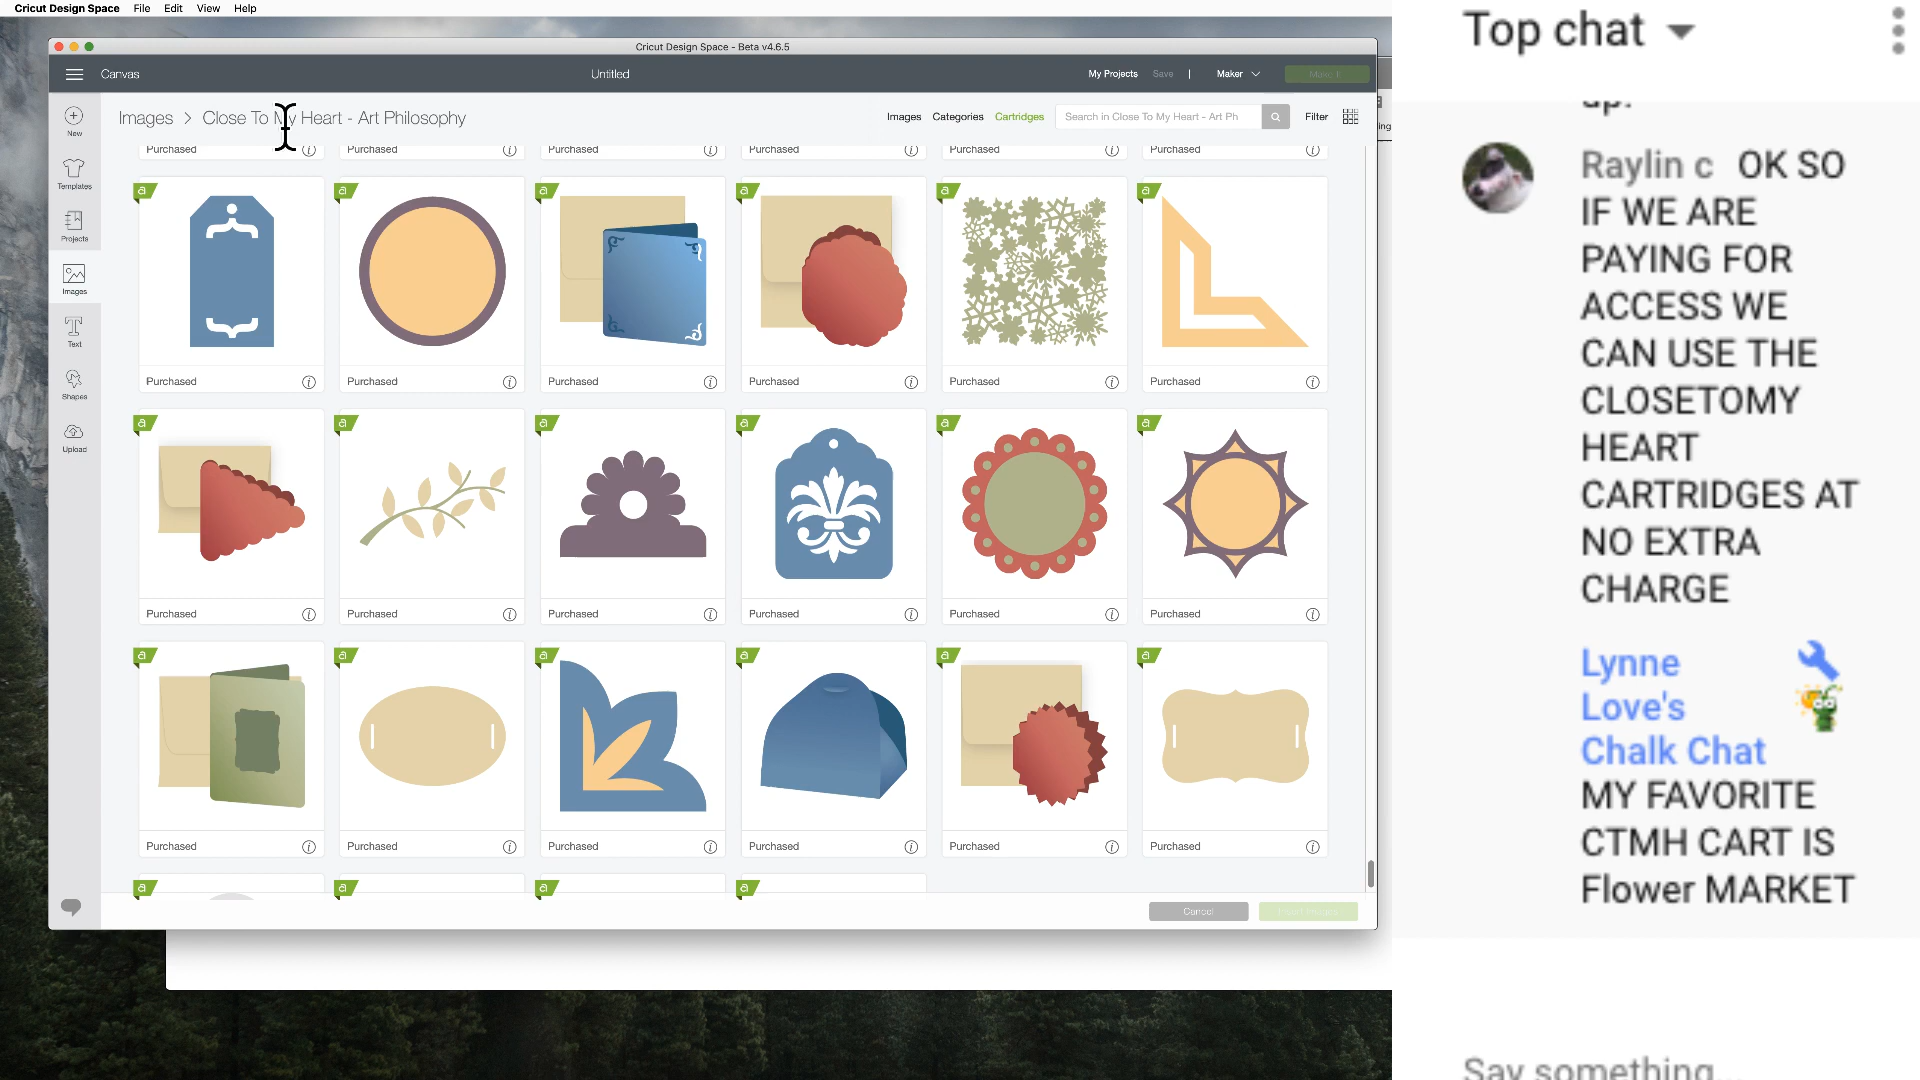 Cricut Design Space File Edit View Help
Cricut Design Space - Beta v4.6.5
Canvas Untitled My Projects Save | Maker Make It
New
Templates
Projects
Images
Text
Shapes
Upload
Images > Close To My Heart - Art Philosophy Images Categories Cartridges Search in Close To My Heart - Art Ph Filter
Purchased Purchased Purchased Purchased Purchased Purchased
Purchased Purchased Purchased Purchased Purchased Purchased
Purchased Purchased Purchased Purchased Purchased Purchased
Purchased Purchased Purchased Purchased Purchased Purchased
Cancel Insert Images
Top chat
up.
Raylin c OK SO
IF WE ARE
PAYING FOR
ACCESS WE
CAN USE THE
CLOSETOMY
HEART
CARTRIDGES AT
NO EXTRA
CHARGE
Lynne
Love's
Chalk Chat
MY FAVORITE
CTMH CART IS
Flower MARKET
Say something...